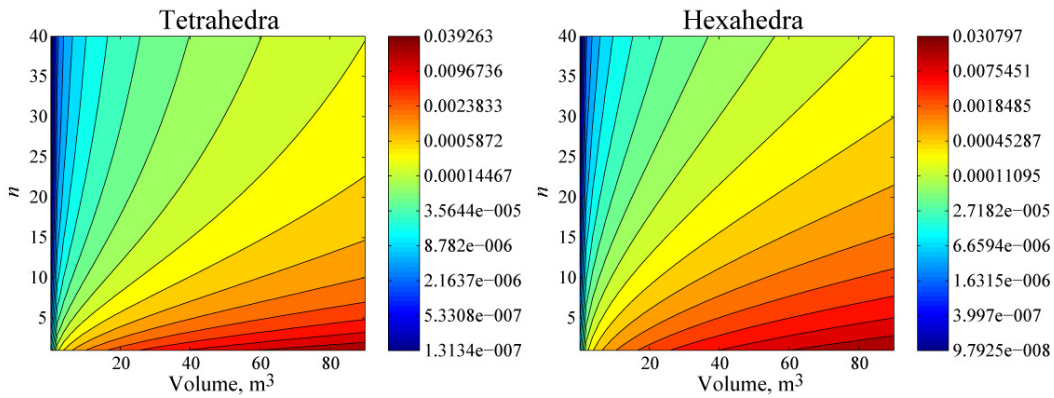 Tetrahedra
40
35
30
25
20
15
10
5
n
20
40
60
80
Volume, m³
0.039263
0.0096736
0.0023833
0.0005872
0.00014467
3.5644e−005
8.782e−006
2.1637e−006
5.3308e−007
1.3134e−007
Hexahedra
40
35
30
25
20
15
10
5
n
20
40
60
80
Volume, m³
0.030797
0.0075451
0.0018485
0.00045287
0.00011095
2.7182e−005
6.6594e−006
1.6315e−006
3.997e−007
9.7925e−008